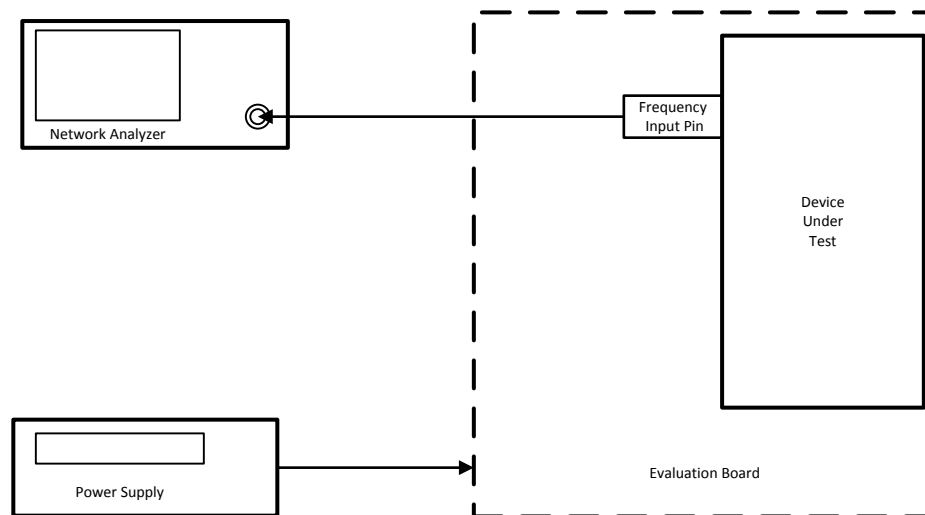 Network Analyzer
Frequency
Input Pin
Device
Under
Test
Power Supply
Evaluation Board